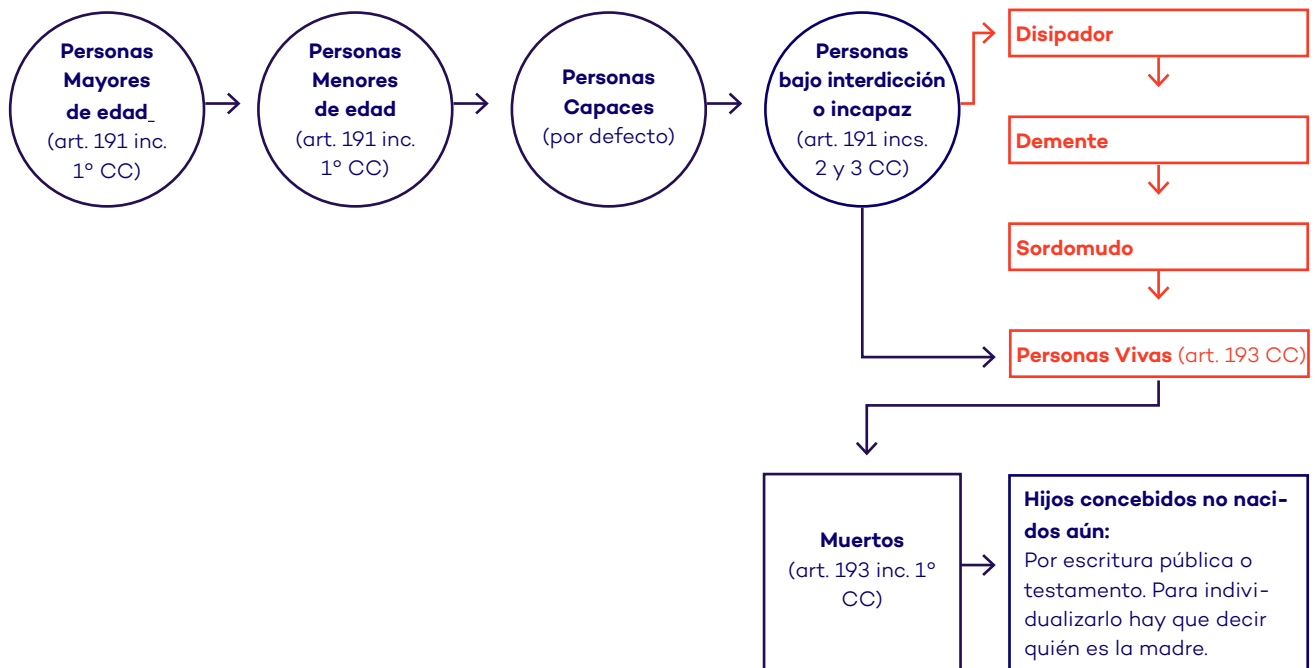 Personas
Mayores
de edad_
(art. 191 inc.
1° CC)
Personas
Menores
de edad
(art. 191 inc.
1° CC)
Personas
Capaces
(por defecto)
Personas
bajo interdicción
o incapaz
(art. 191 incs.
2 y 3 CC)
Disipador
Demente
Sordomudo
Personas Vivas (art. 193 CC)
Muertos
(art. 193 inc. 1°
CC)
Hijos concebidos no naci-
dos aún:
Por escritura pública o
testamento. Para indivi-
dualizarlo hay que decir
quién es la madre.